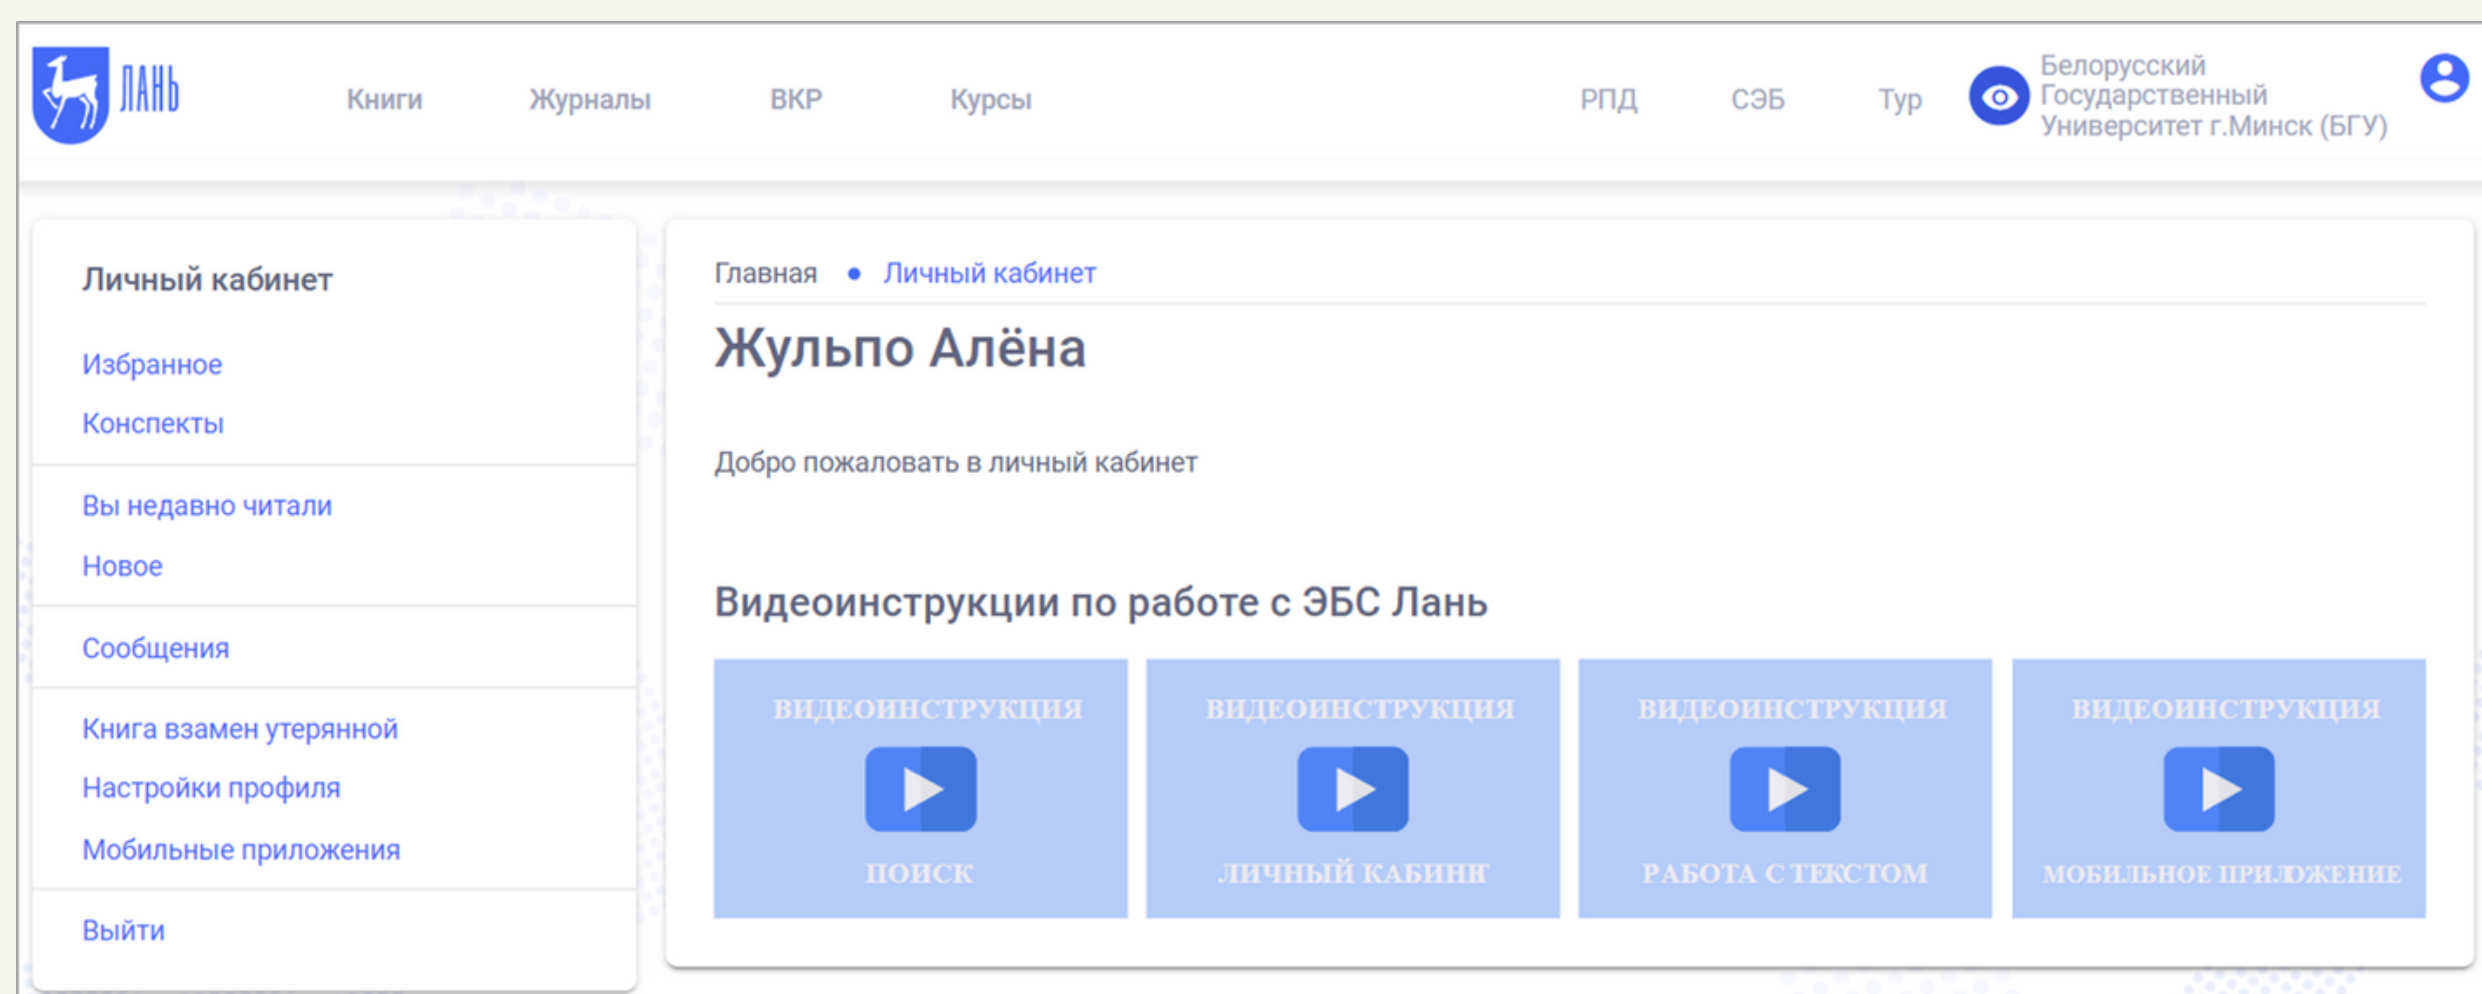 ЛАНЬ
Книги
Журналы
ВКР
Курсы
РПД
СЭБ
Тур
Белорусский
Государственный
Университет г.Минск (БГУ)
Личный кабинет
Избранное
Конспекты
Вы недавно читали
Новое
Сообщения
Книга взамен утерянной
Настройки профиля
Мобильные приложения
Выйти
Главная • Личный кабинет
Жульпо Алёна
Добро пожаловать в личный кабинет
Видеоинструкции по работе с ЭБС Лань
ВИДЕОИНСТРУКЦИЯ
ПОИСК
ВИДЕОИНСТРУКЦИЯ
ЛИЧНЫЙ КАБИНЕТ
ВИДЕОИНСТРУКЦИЯ
РАБОТА С ТЕКСТОМ
ВИДЕОИНСТРУКЦИЯ
МОБИЛЬНОЕ ПРИЛОЖЕНИЕ